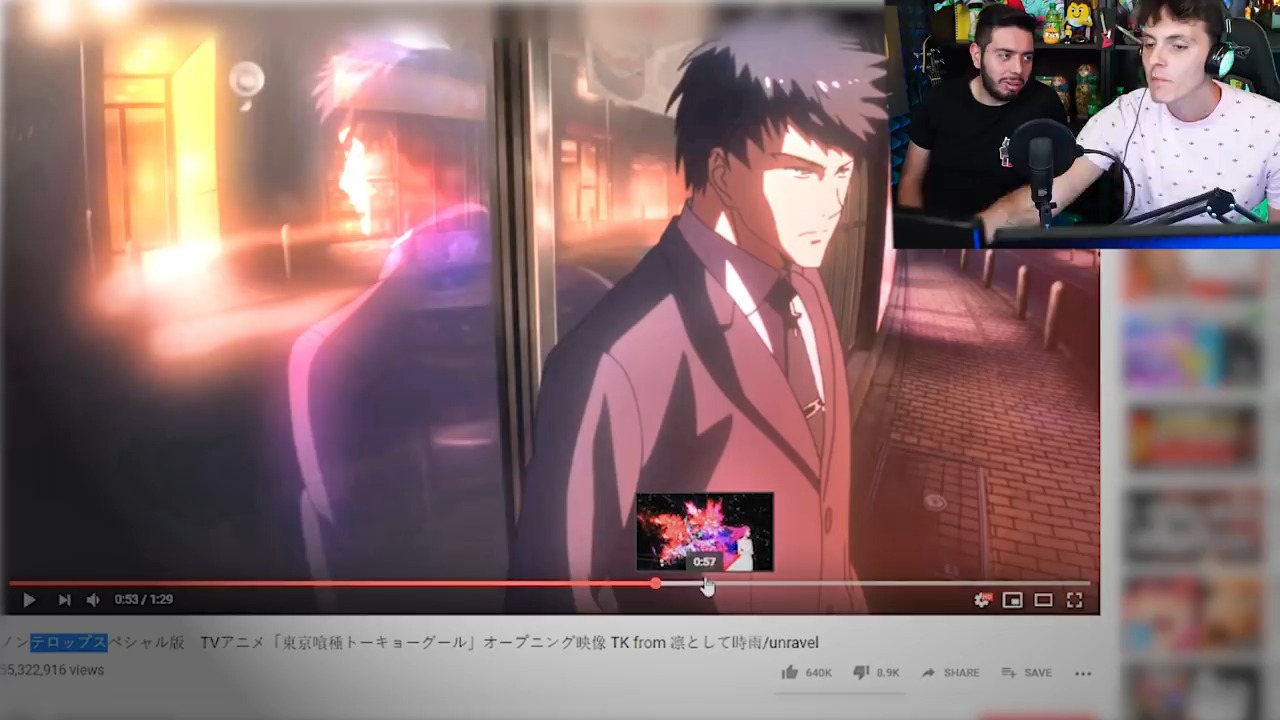 0:57
0:53 / 1:29
ノンテロップスペシャル版 TVアニメ「東京喰種トーキョーグール」オープニング映像 TK from 凛として時雨/unravel
55,322,916 views
640K
8.9K
SHARE
SAVE